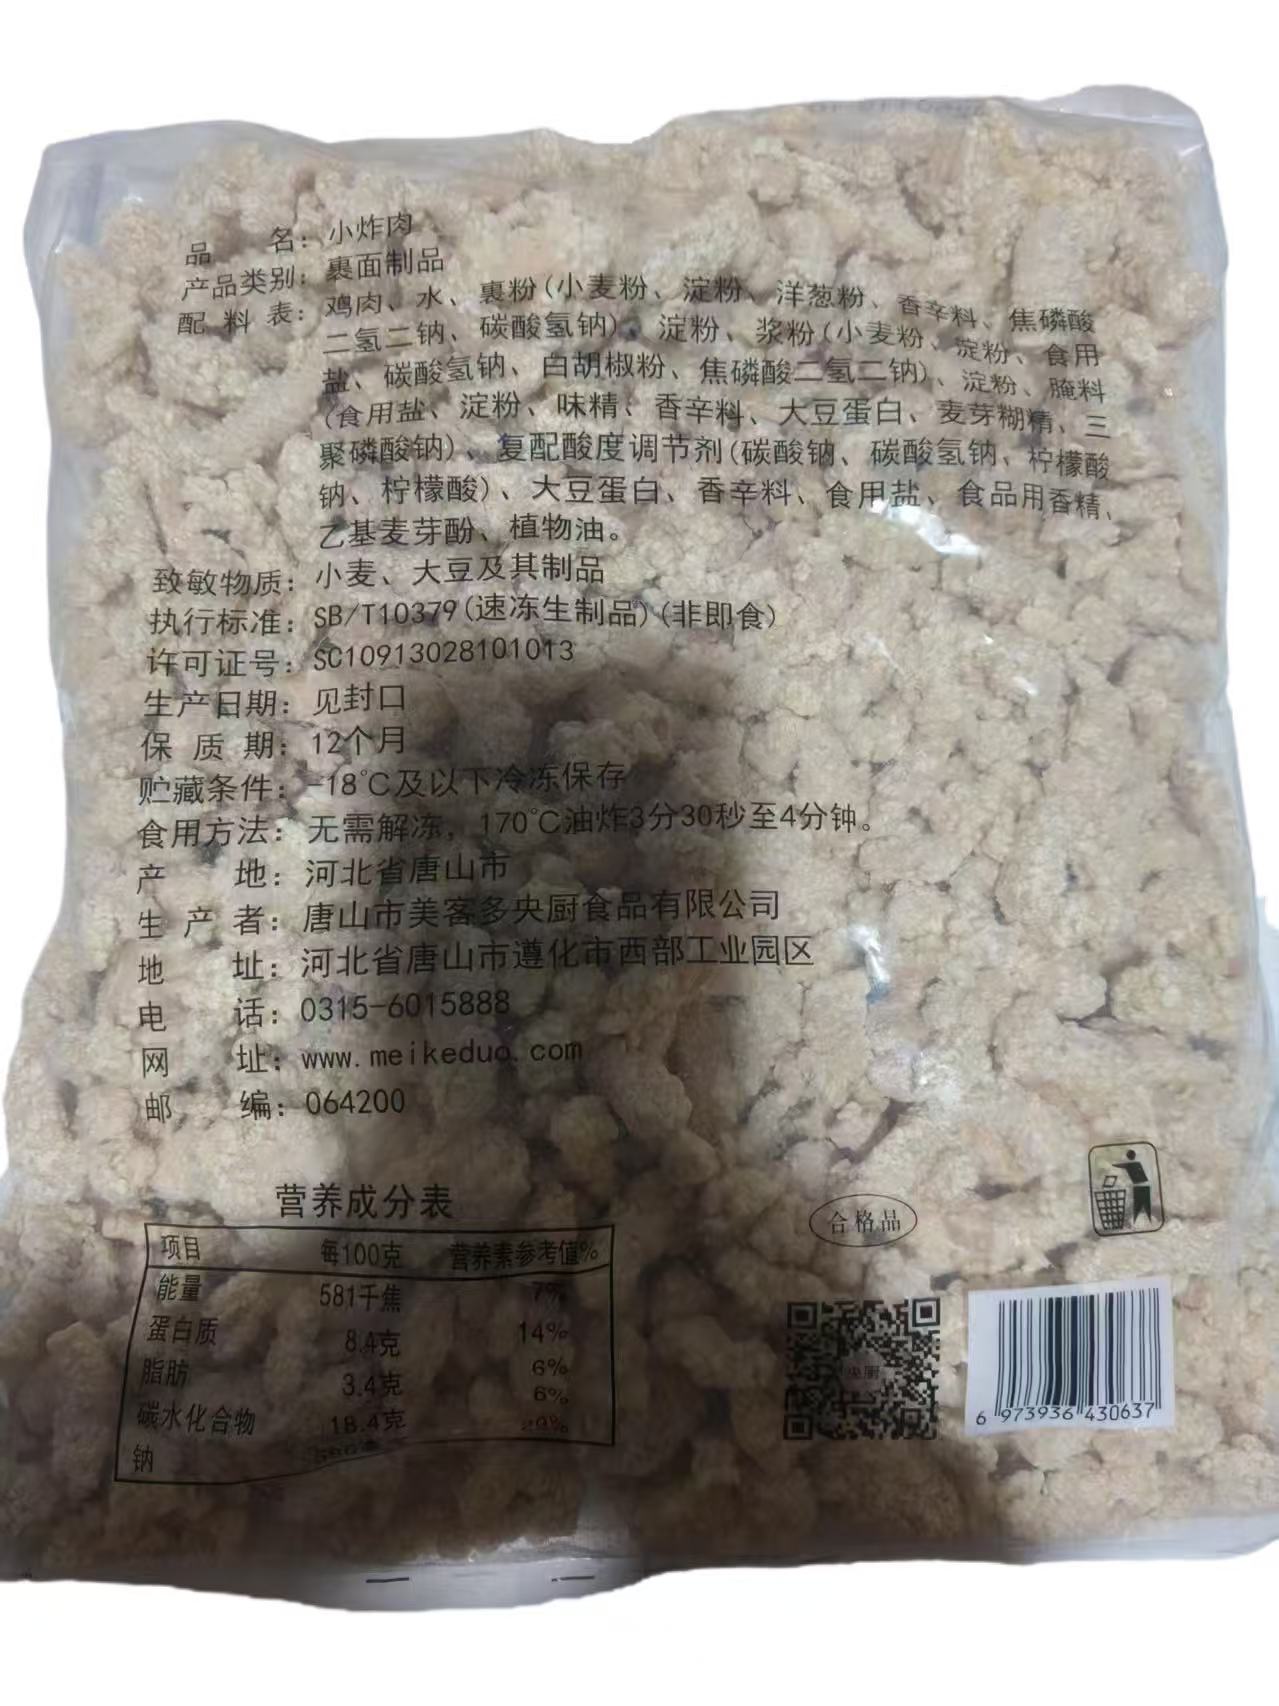 品 名：小炸肉
产品类别：裹面制品
配 料 表：鸡肉、水、裹粉(小麦粉、淀粉、洋葱粉、香辛料、焦磷酸
二氢二钠、碳酸氢钠)、淀粉、浆粉(小麦粉、淀粉、食用
盐、碳酸氢钠、白胡椒粉、焦磷酸二氢二钠)、淀粉、腌料
(食用盐、淀粉、味精、香辛料、大豆蛋白、麦芽糊精、三
聚磷酸钠)、复配酸度调节剂(碳酸钠、碳酸氢钠、柠檬酸
钠、柠檬酸)、大豆蛋白、香辛料、食用盐、食品用香精、
乙基麦芽酚、植物油。
致敏物质：小麦、大豆及其制品
执行标准：SB/T10379(速冻生制品)(非即食)
许可证号：SC10913028101013
生产日期：见封口
保 质 期：12个月
贮藏条件：-18℃及以下冷冻保存
食用方法：无需解冻，170℃油炸3分30秒至4分钟。
产 地：河北省唐山市
生 产 者：唐山市美客多央厨食品有限公司
地 址：河北省唐山市遵化市西部工业园区
电 话：0315-6015888
网 址：www.meikeduo.com
邮 编：064200
营养成分表
项目 每100克 营养素参考值%
能量 581千焦 7%
蛋白质 8.4克 14%
脂肪 3.4克 6%
碳水化合物 18.4克 6%
钠
合格品
央厨
6 973936 430637